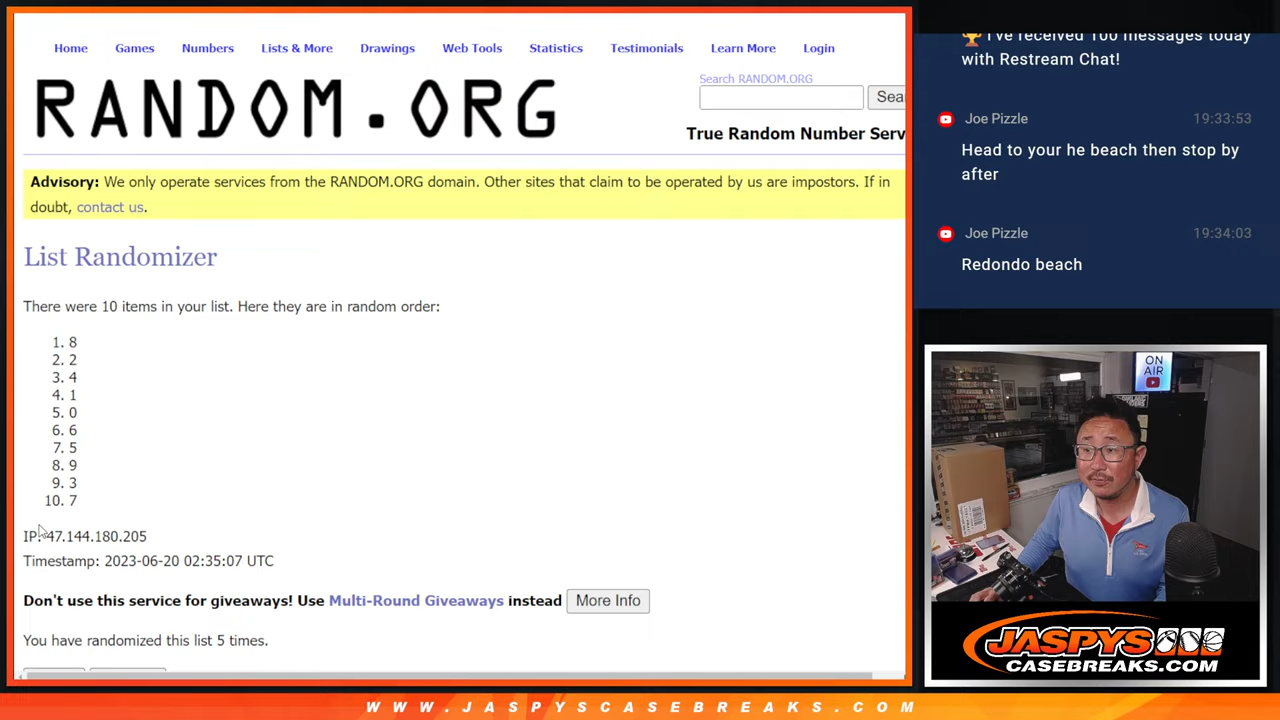 Home Games Numbers Lists & More Drawings Web Tools Statistics Testimonials Learn More Login
RANDOM.ORG
Search RANDOM.ORG
True Random Number Serv
Advisory: We only operate services from the RANDOM.ORG domain. Other sites that claim to be operated by us are impostors. If in
doubt, contact us.
List Randomizer
There were 10 items in your list. Here they are in random order:
1. 8
2. 2
3. 4
4. 1
5. 0
6. 6
7. 5
8. 9
9. 3
10. 7
IP: 47.144.180.205
Timestamp: 2023-06-20 02:35:07 UTC
Don't use this service for giveaways! Use Multi-Round Giveaways instead More Info
You have randomized this list 5 times.
🏆 I've received 100 messages today
with Restream Chat!
Joe Pizzle 19:33:53
Head to your he beach then stop by
after
Joe Pizzle 19:34:03
Redondo beach
ON
AIR
JASPYS
CASEBREAKS.COM
WWW.JASPYSCASEBREAKS.COM